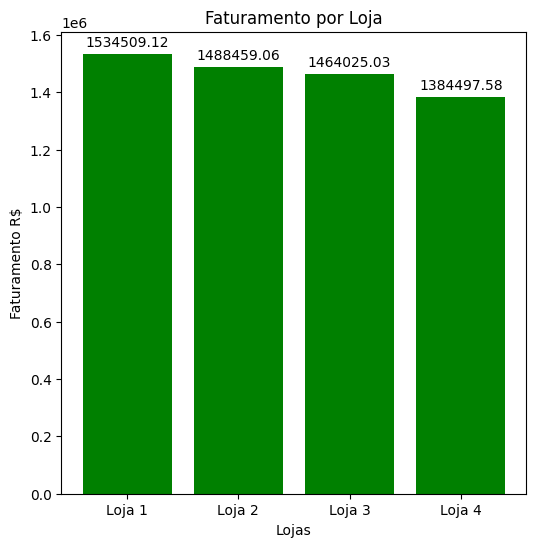 Faturamento por Loja
1e6
1534509.12
1488459.06
1464025.03
1384497.58
1.6
1.4
1.2
1.0
0.8
0.6
0.4
0.2
0.0
Faturamento R$
Loja 1 Loja 2 Loja 3 Loja 4
Lojas